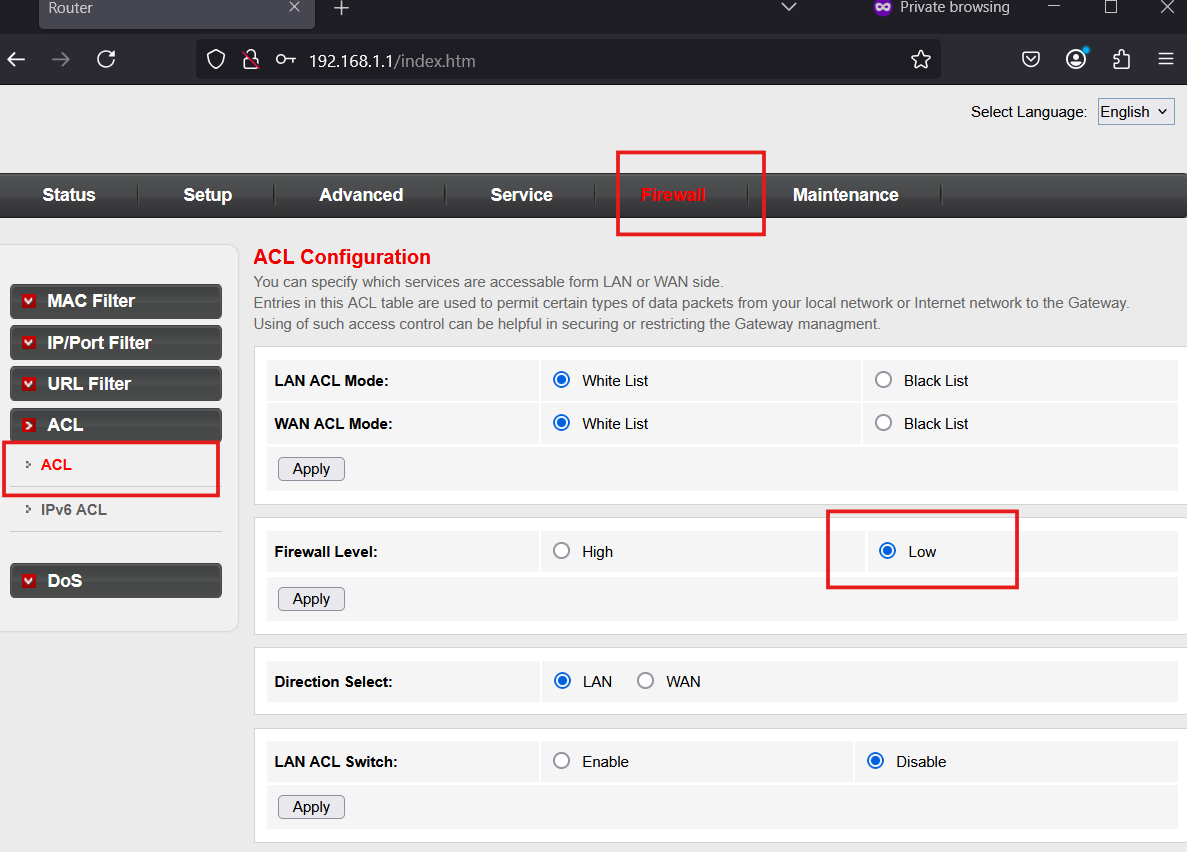 Router
Private browsing
192.168.1.1/index.htm
Select Language: English
Status Setup Advanced Service Firewall Maintenance
MAC Filter
IP/Port Filter
URL Filter
ACL
ACL
IPv6 ACL
DoS
ACL Configuration
You can specify which services are accessable form LAN or WAN side.
Entries in this ACL table are used to permit certain types of data packets from your local network or Internet network to the Gateway.
Using of such access control can be helpful in securing or restricting the Gateway managment.
LAN ACL Mode: White List Black List
WAN ACL Mode: White List Black List
Apply
Firewall Level: High Low
Apply
Direction Select: LAN WAN
LAN ACL Switch: Enable Disable
Apply